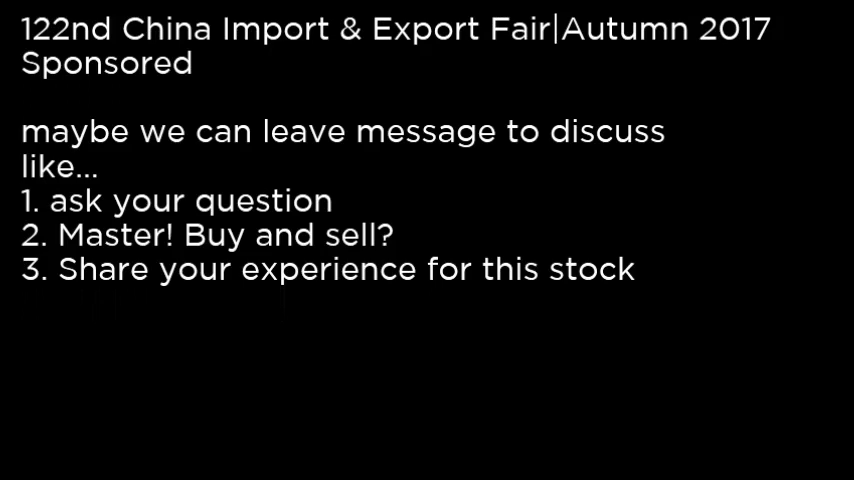 122nd China Import & Export Fair|Autumn 2017
Sponsored
maybe we can leave message to discuss
like...
1. ask your question
2. Master! Buy and sell?
3. Share your experience for this stock